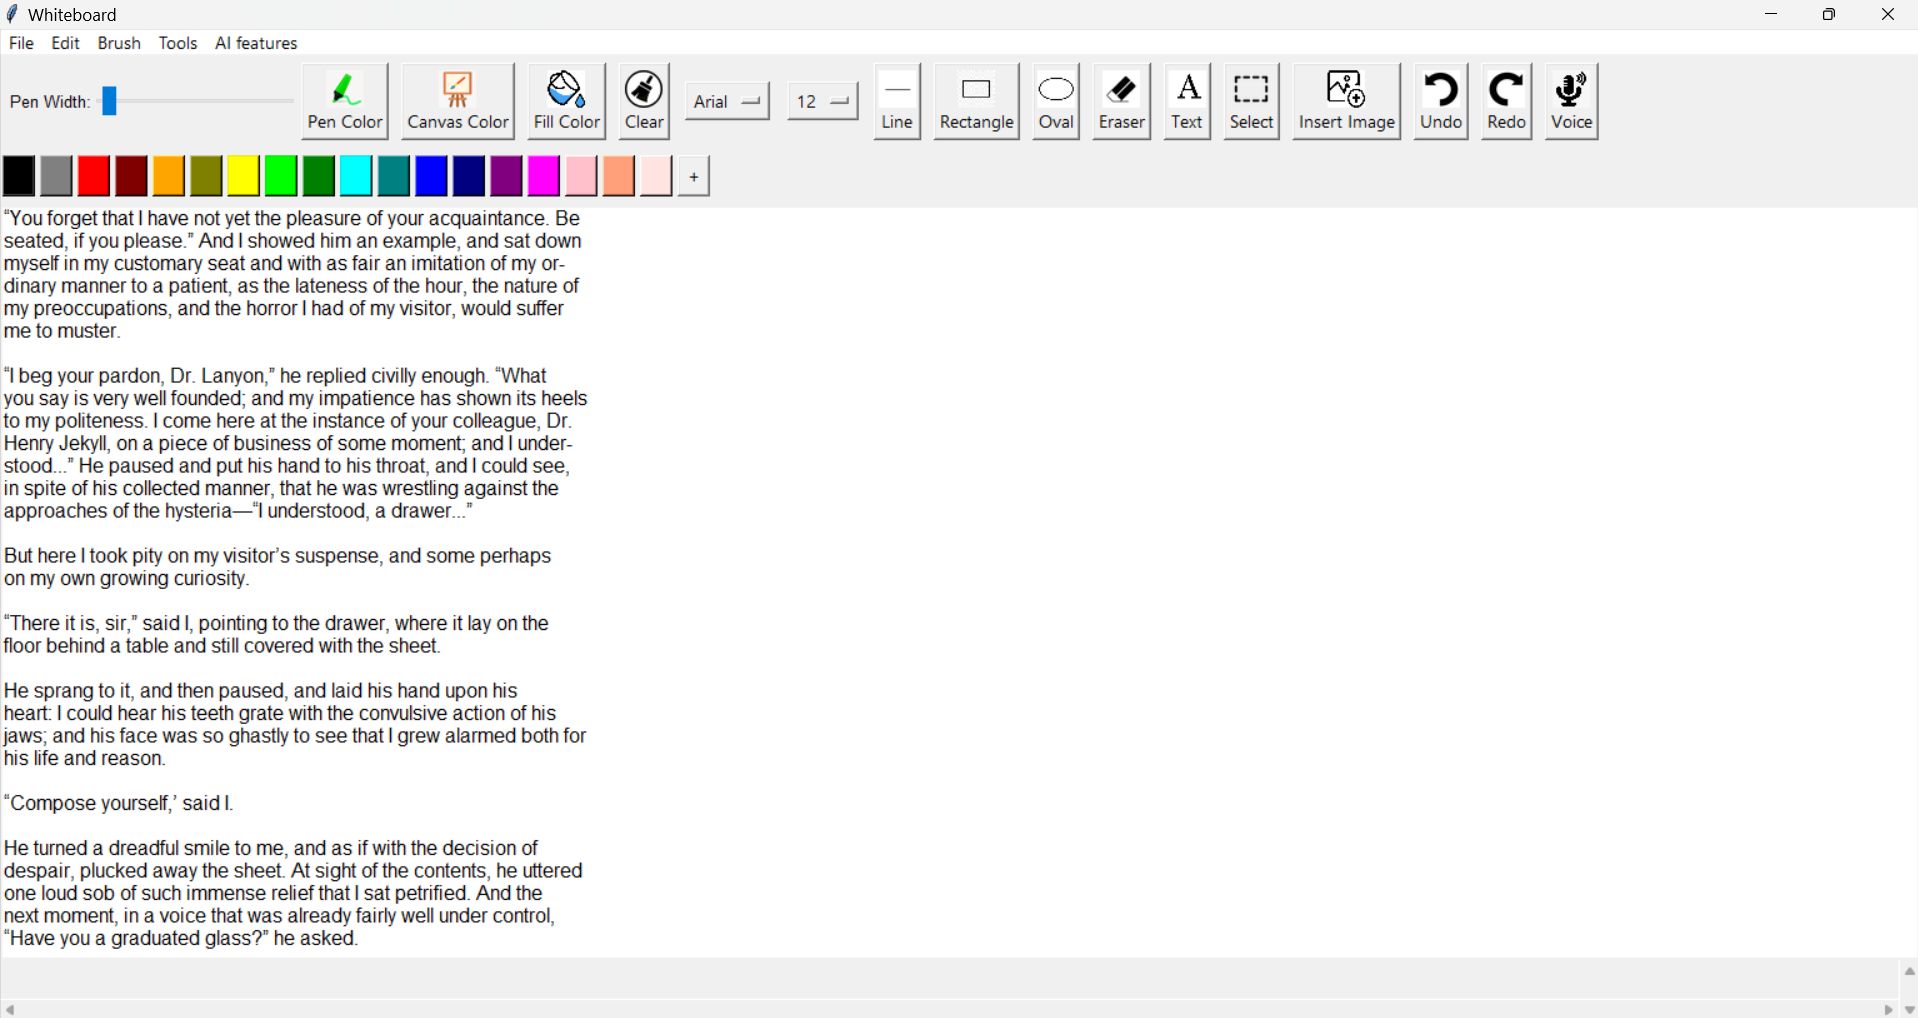 Whiteboard
File Edit Brush Tools AI features
Pen Width: Pen Color Canvas Color Fill Color Clear Arial 12 Line Rectangle Oval Eraser Text Select Insert Image Undo Redo Voice
+
“You forget that I have not yet the pleasure of your acquaintance. Be
seated, if you please.” And I showed him an example, and sat down
myself in my customary seat and with as fair an imitation of my or-
dinary manner to a patient, as the lateness of the hour, the nature of
my preoccupations, and the horror I had of my visitor, would suffer
me to muster.
“I beg your pardon, Dr. Lanyon,” he replied civilly enough. “What
you say is very well founded; and my impatience has shown its heels
to my politeness. I come here at the instance of your colleague, Dr.
Henry Jekyll, on a piece of business of some moment; and I under-
stood...” He paused and put his hand to his throat, and I could see,
in spite of his collected manner, that he was wrestling against the
approaches of the hysteria—“I understood, a drawer...”
But here I took pity on my visitor’s suspense, and some perhaps
on my own growing curiosity.
“There it is, sir,” said I, pointing to the drawer, where it lay on the
floor behind a table and still covered with the sheet.
He sprang to it, and then paused, and laid his hand upon his
heart: I could hear his teeth grate with the convulsive action of his
jaws; and his face was so ghastly to see that I grew alarmed both for
his life and reason.
“Compose yourself,’ said I.
He turned a dreadful smile to me, and as if with the decision of
despair, plucked away the sheet. At sight of the contents, he uttered
one loud sob of such immense relief that I sat petrified. And the
next moment, in a voice that was already fairly well under control,
“Have you a graduated glass?” he asked.